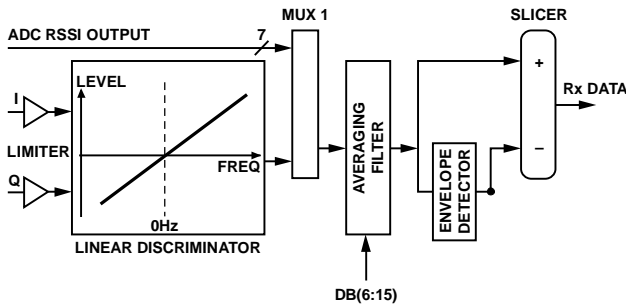 MUX 1
SLICER
ADC RSSI OUTPUT
7
LEVEL
I
LIMITER
Q
FREQ
0Hz
LINEAR DISCRIMINATOR
AVERAGING
FILTER
ENVELOPE
DETECTOR
+
–
Rx DATA
DB(6:15)